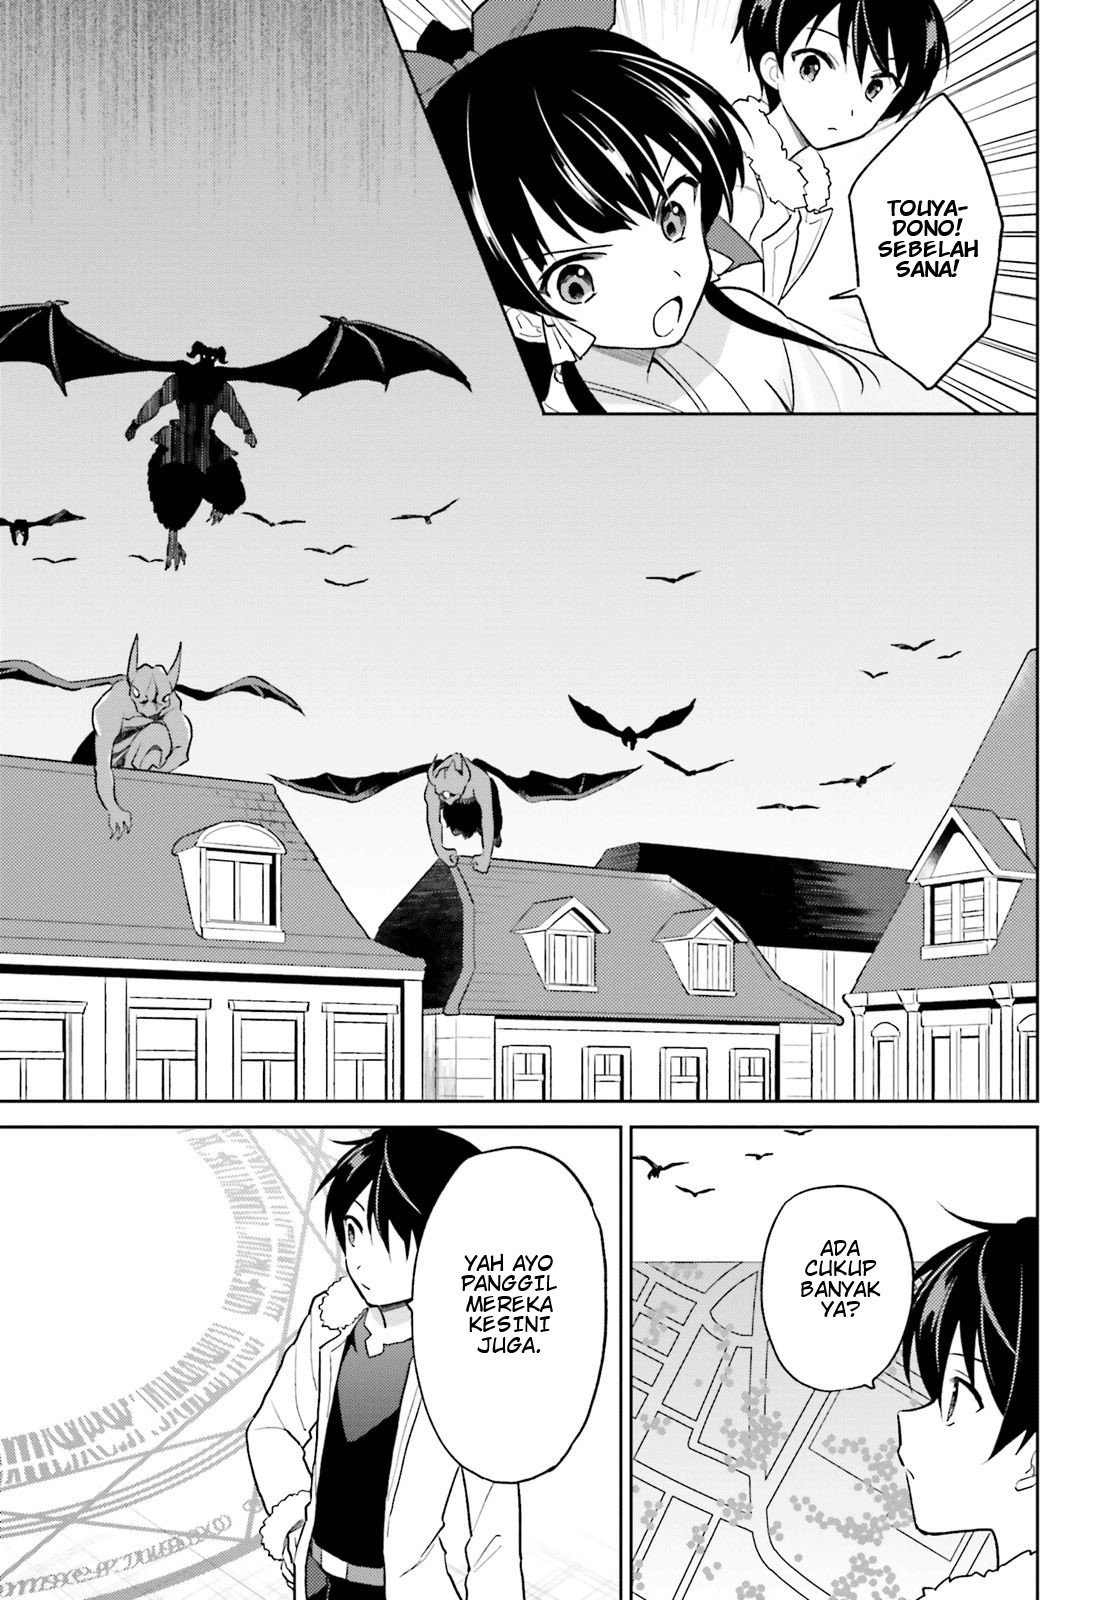 TOUYA-
DONO!
SEBELAH
SANA!
ADA
CUKUP
BANYAK
YA?
YAH AYO
PANGGIL
MEREKA
KESINI
JUGA.